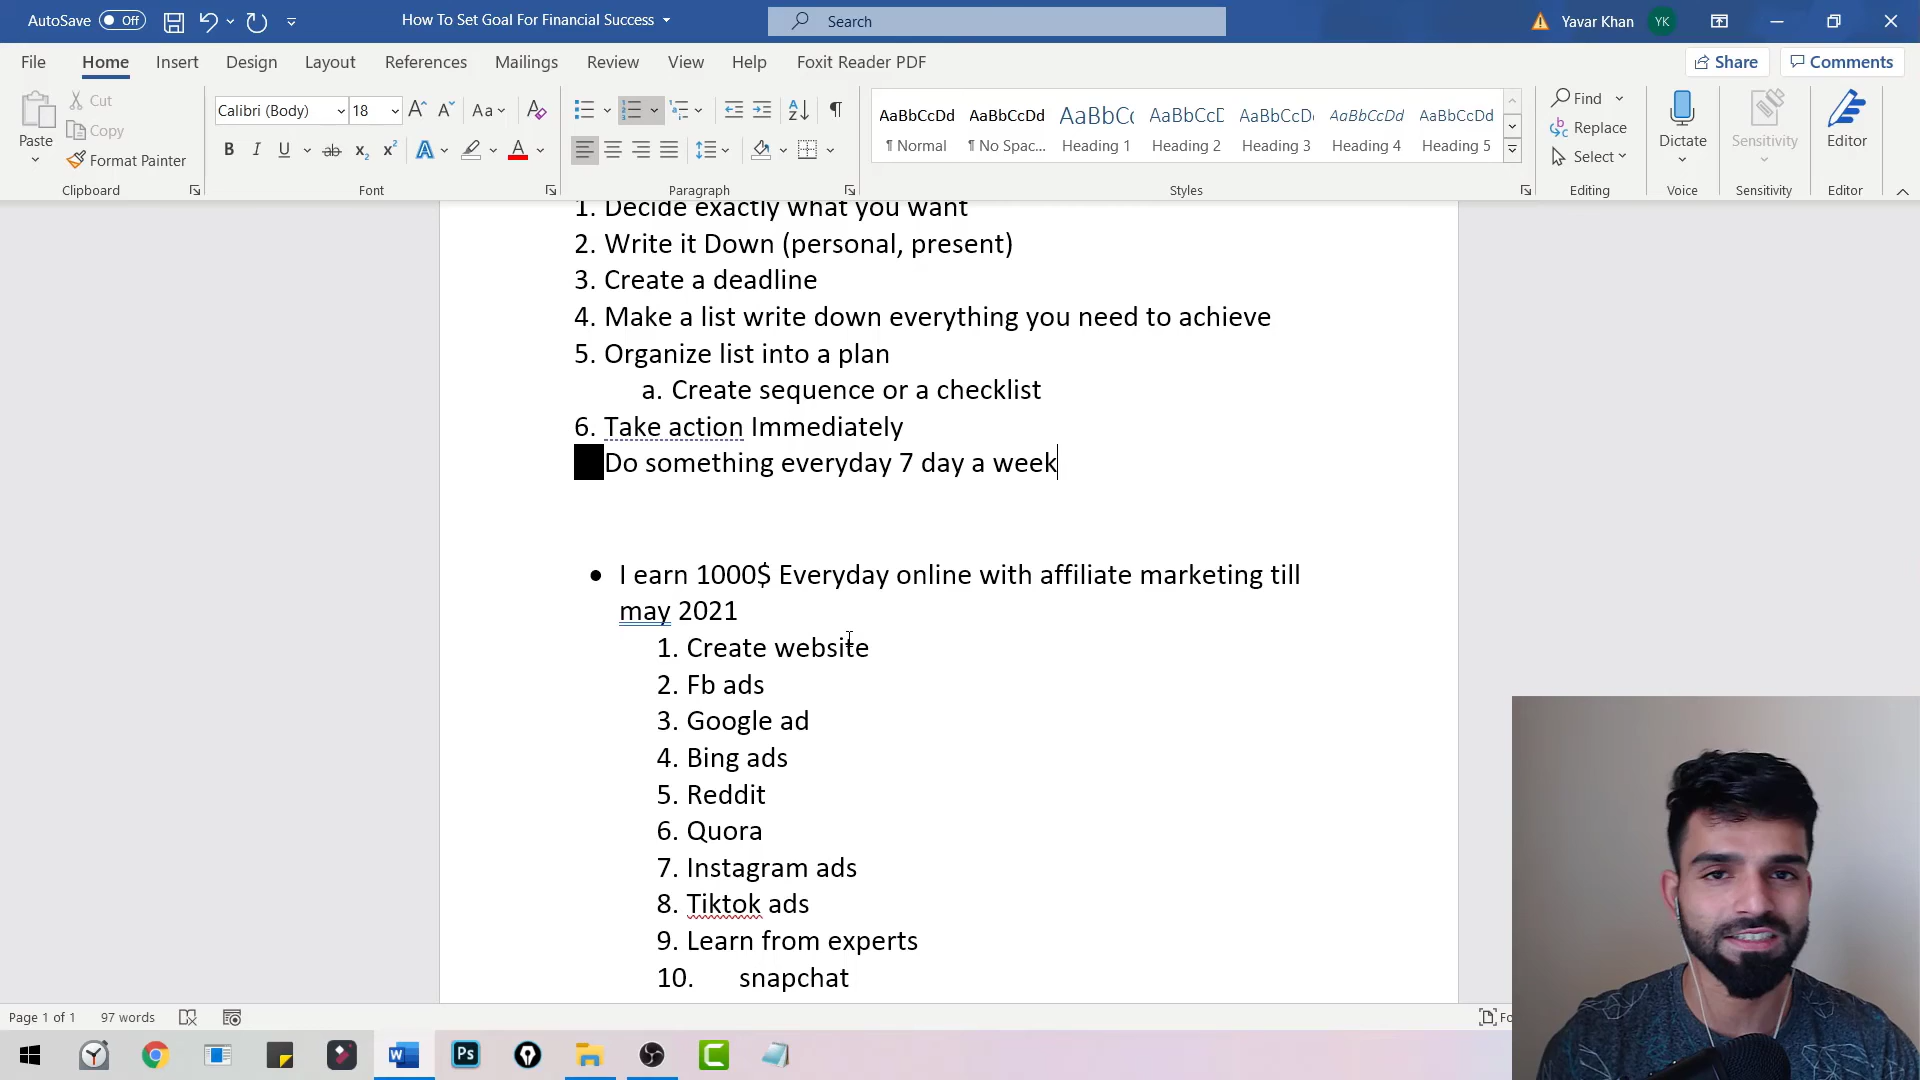 AutoSave Off How To Set Goal For Financial Success Search Yavar Khan YK
File Home Insert Design Layout References Mailings Review View Help Foxit Reader PDF Share Comments
Paste Cut Copy Format Painter
Calibri (Body) 18 Aa
AaBbCcDd AaBbCcDd AaBbCc AaBbCcD AaBbCcDd AaBbCcDd AaBbCcDd
¶ Normal ¶ No Spac... Heading 1 Heading 2 Heading 3 Heading 4 Heading 5
Find Replace Select Dictate Sensitivity Editor
Clipboard Font Paragraph Styles Editing Voice Sensitivity Editor
1. Decide exactly what you want
2. Write it Down (personal, present)
3. Create a deadline
4. Make a list write down everything you need to achieve
5. Organize list into a plan
a. Create sequence or a checklist
6. Take action Immediately
Do something everyday 7 day a week
• I earn 1000$ Everyday online with affiliate marketing till
may 2021
1. Create website
2. Fb ads
3. Google ad
4. Bing ads
5. Reddit
6. Quora
7. Instagram ads
8. Tiktok ads
9. Learn from experts
10. snapchat
Page 1 of 1 97 words